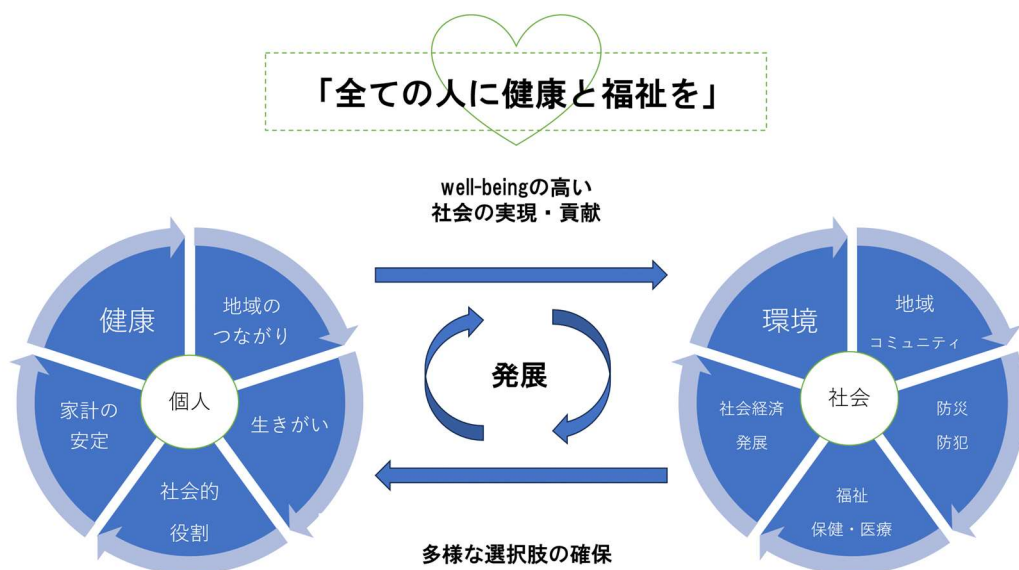 「全ての人に健康と福祉を」
well-beingの高い
社会の実現・貢献
健康
地域の
つながり
生きがい
社会的
役割
家計の
安定
個人
発展
環境
地域
コミュニティ
防災
防犯
福祉
保健・医療
社会経済
発展
社会
多様な選択肢の確保